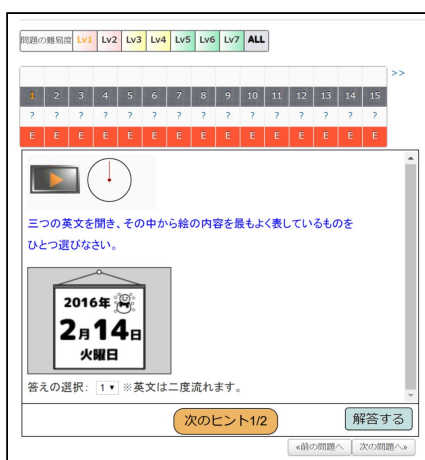 問題の難易度 Lv1 Lv2 Lv3 Lv4 Lv5 Lv6 Lv7 ALL
>>
1 2 3 4 5 6 7 8 9 10 11 12 13 14 15
? ? ? ? ? ? ? ? ? ? ? ? ? ? ?
E E E E E E E E E E E E E E E
三つの英文を聞き、その中から絵の内容を最もよく表しているものを
ひとつ選びなさい。
2016年
2月14日
火曜日
答えの選択: 1 ※英文は二度流れます。
次のヒント1/2 解答する
«前の問題へ 次の問題へ»